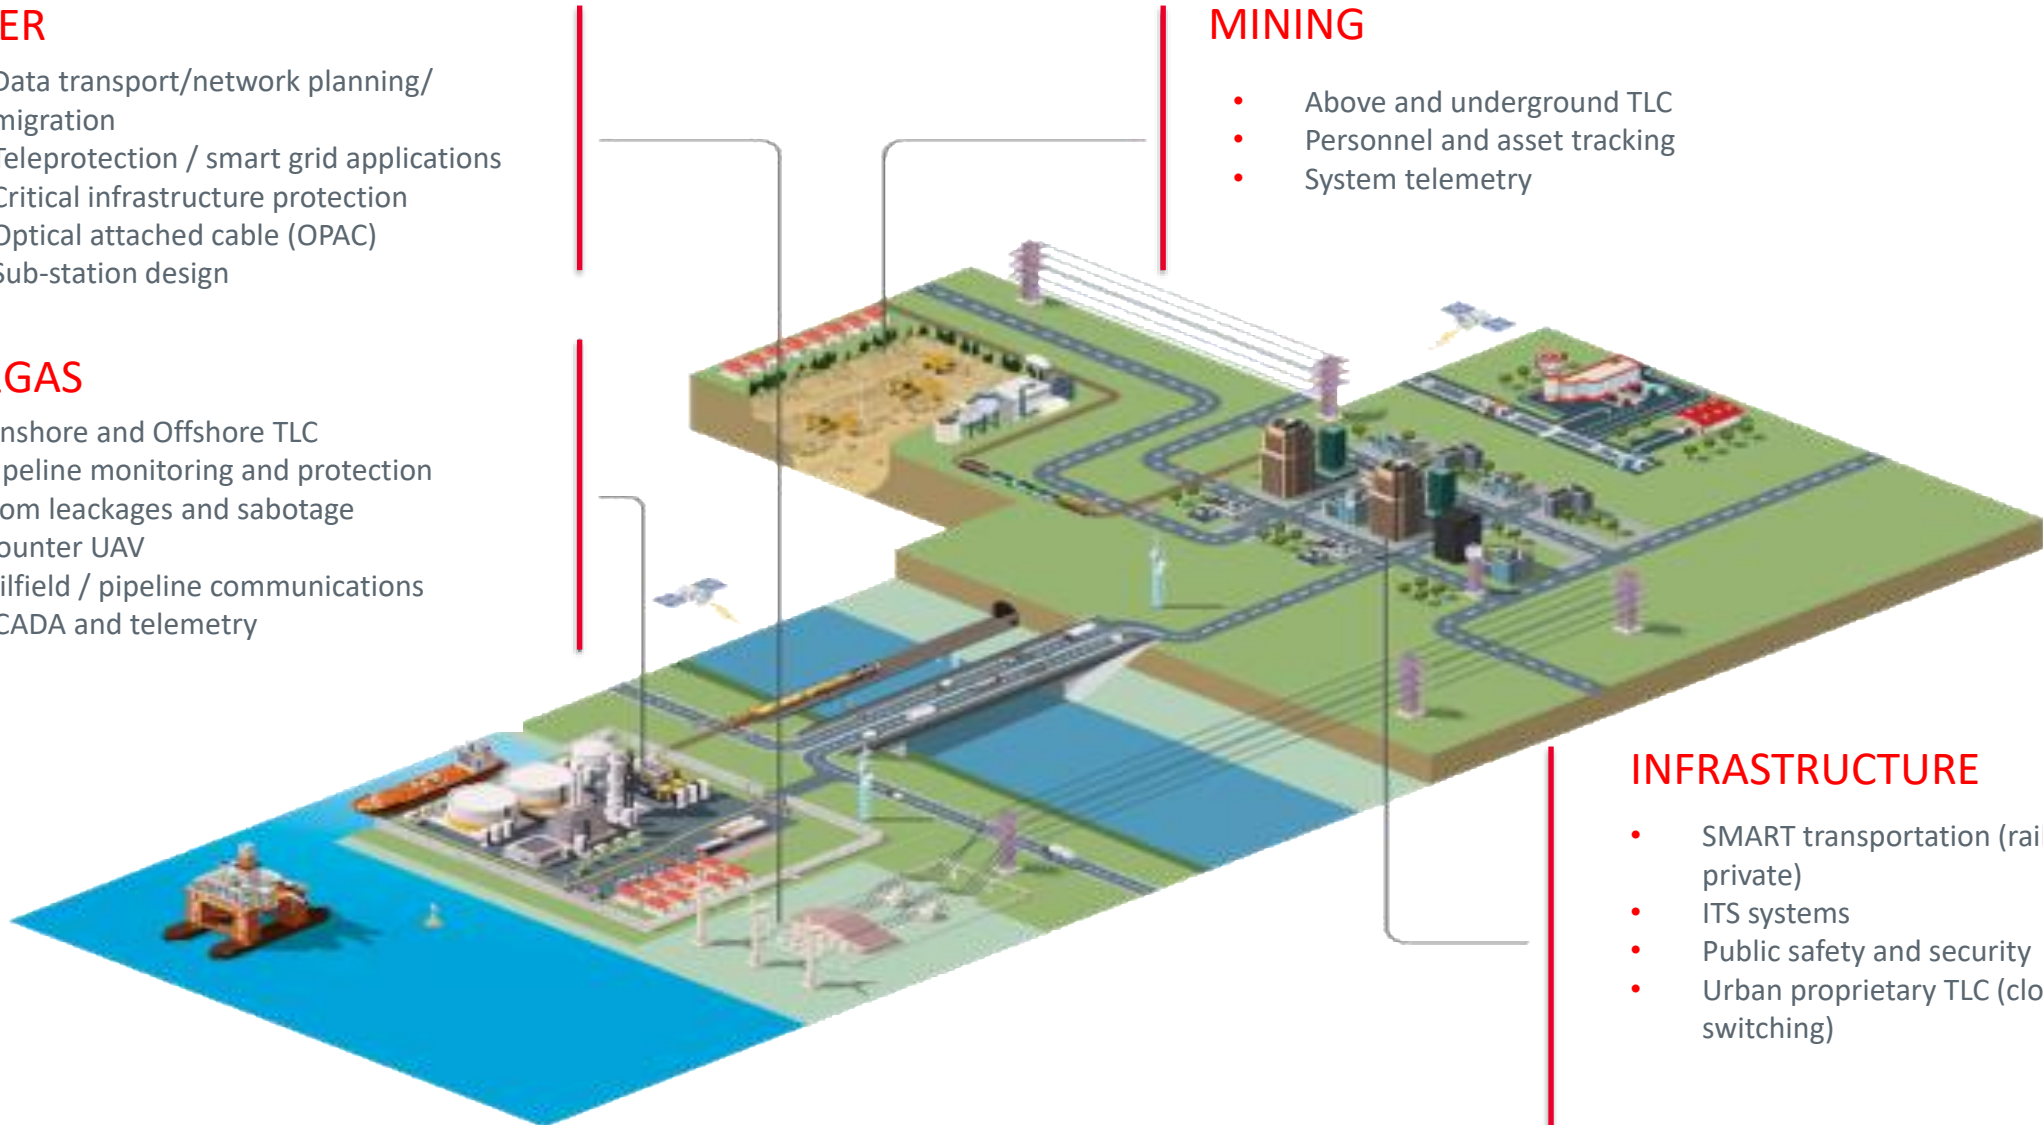 ER
Data transport/network planning/
migration
Teleprotection / smart grid applications
Critical infrastructure protection
Optical attached cable (OPAC)
Sub-station design
GAS
nshore and Offshore TLC
peline monitoring and protection
om leackages and sabotage
ounter UAV
ilfield / pipeline communications
CADA and telemetry
MINING
• Above and underground TLC
• Personnel and asset tracking
• System telemetry
INFRASTRUCTURE
• SMART transportation (rail
private)
• ITS systems
• Public safety and security
• Urban proprietary TLC (clo
switching)